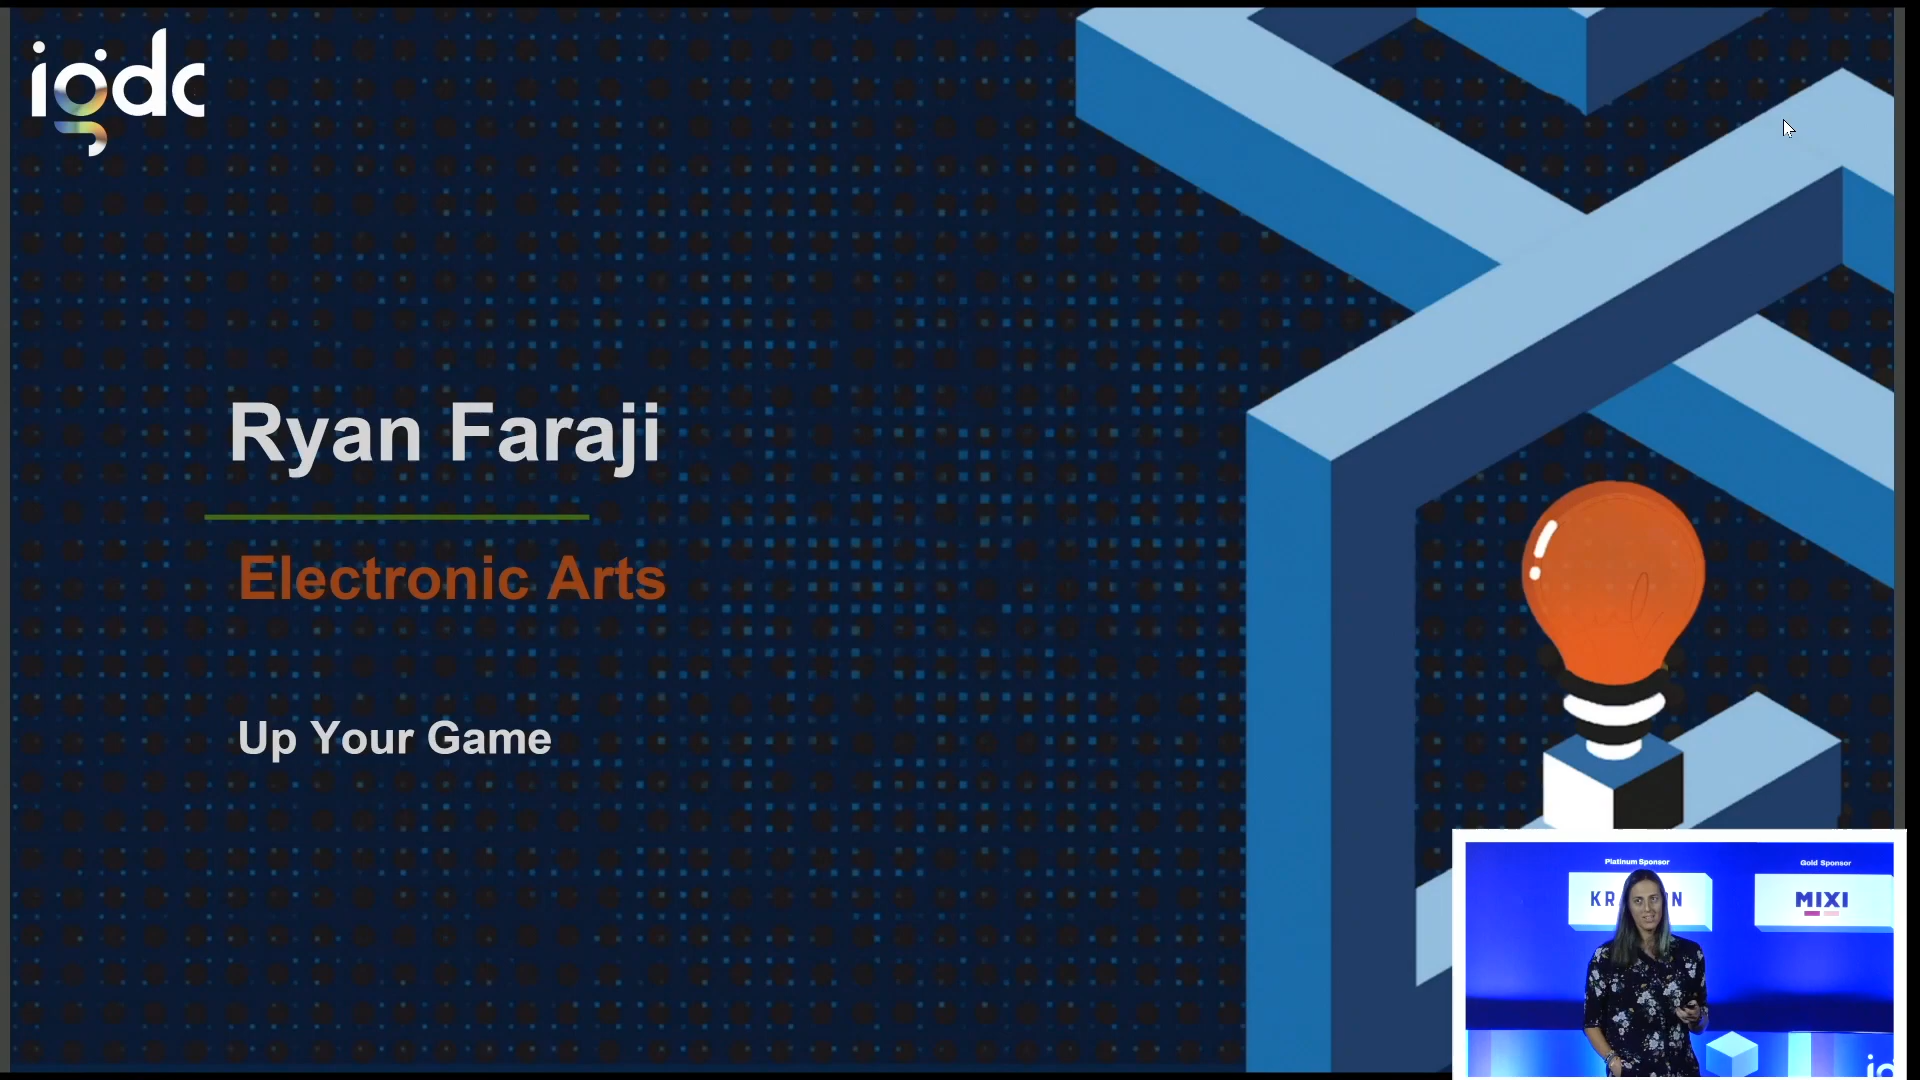 igdc
Ryan Faraji
Electronic Arts
Up Your Game
Platinum Sponsor
Gold Sponsor
MIXI